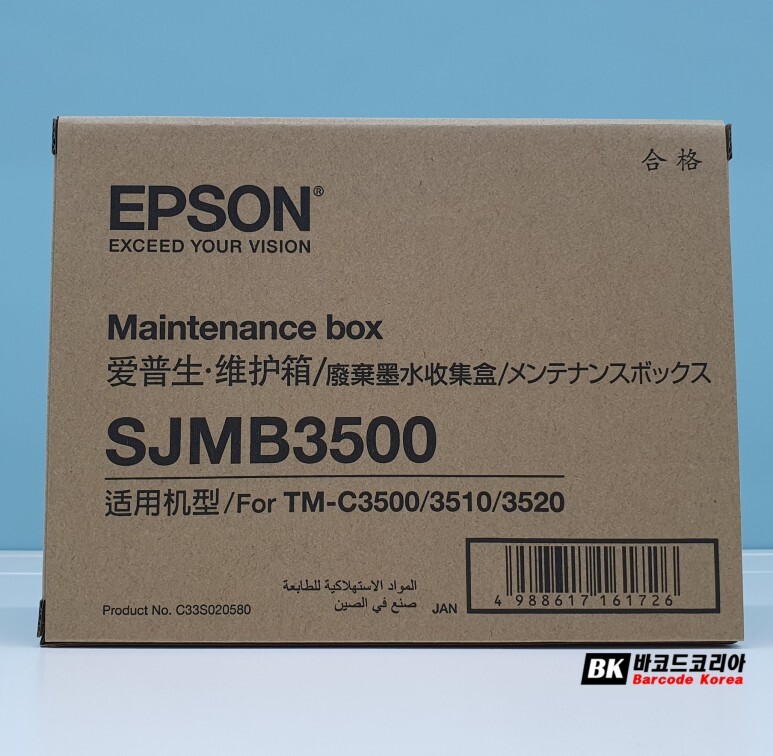 合格
EPSON®
EXCEED YOUR VISION
Maintenance box
爱普生·维护箱/廢棄墨水收集盒/メンテナンスボックス
SJMB3500
适用机型/For TM-C3500/3510/3520
المواد الاستهلاكية للطابعة
صنع في الصين
Product No. C33S020580
JAN
4 988617 161726
BK 바코드코리아
Barcode Korea